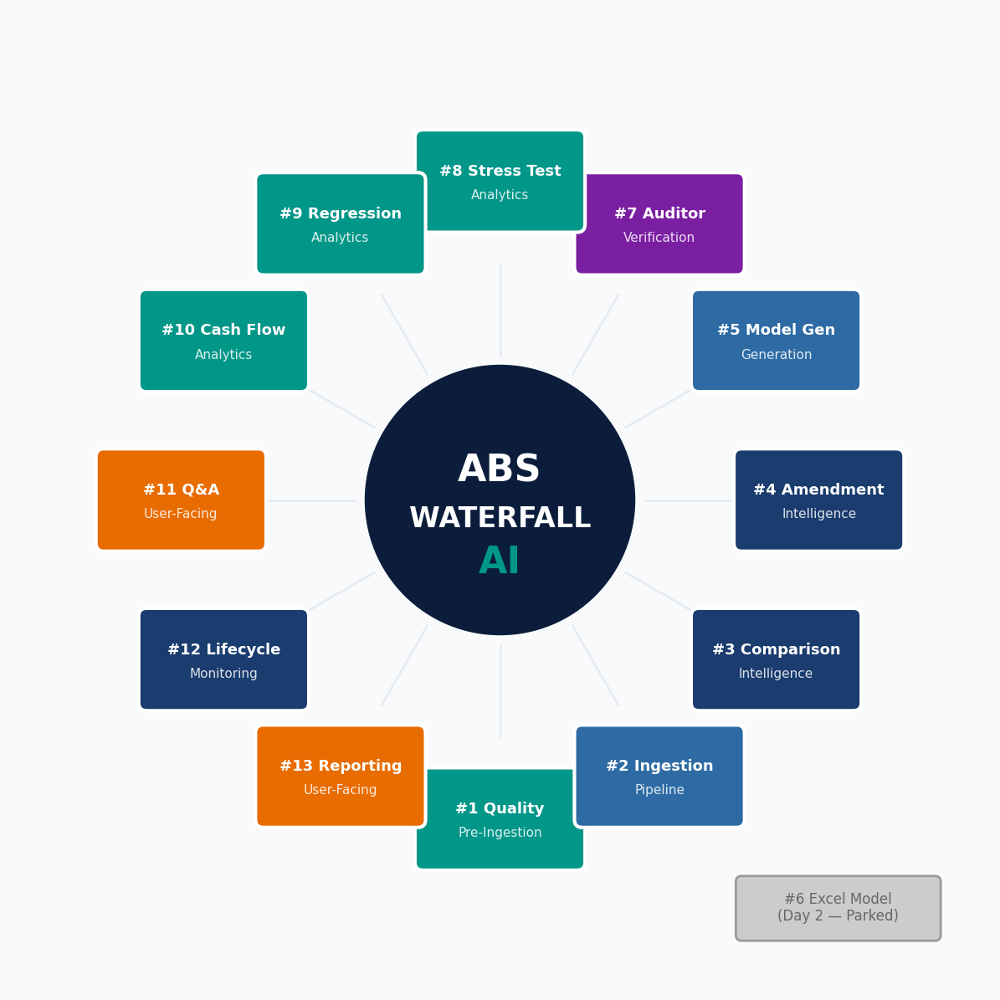 #8 Stress Test
Analytics
#9 Regression
Analytics
#7 Auditor
Verification
#10 Cash Flow
Analytics
#5 Model Gen
Generation
ABS
WATERFALL
AI
#11 Q&A
User-Facing
#4 Amendment
Intelligence
#12 Lifecycle
Monitoring
#3 Comparison
Intelligence
#13 Reporting
User-Facing
#2 Ingestion
Pipeline
#1 Quality
Pre-Ingestion
#6 Excel Model
(Day 2 — Parked)